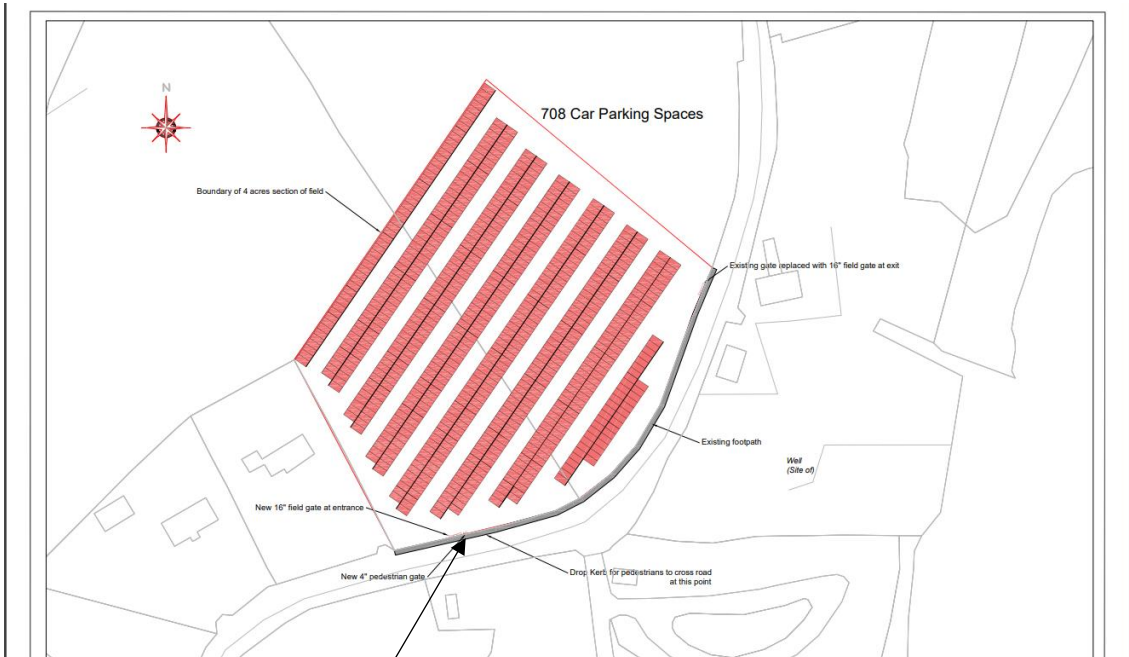 N
708 Car Parking Spaces
Boundary of 4 acres section of field
Existing gate replaced with 16" field gate at exit
Existing footpath
Well
(Site of)
New 16" field gate at entrance
New 4" pedestrian gate
Drop Kerb for pedestrians to cross road
at this point